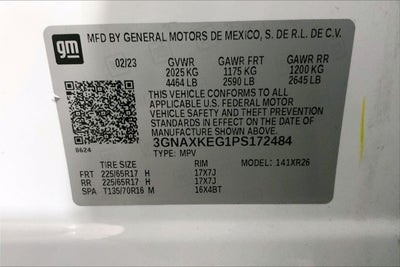 gm MFD BY GENERAL MOTORS DE MEXICO, S. DE R.L. DE C.V.
02/23 GVWR GAWR FRT GAWR RR
2025 KG 1175 KG 1200 KG
4464 LB 2590 LB 2645 LB
THIS VEHICLE CONFORMS TO ALL
APPLICABLE U.S. FEDERAL MOTOR
VEHICLE SAFETY AND THEFT PREVENTION
STANDARDS IN EFFECT ON THE DATE OF
MANUFACTURE SHOWN ABOVE.
8624 3GNAXKEG1PS172484
TYPE: MPV MODEL: 141XR26
TIRE SIZE RIM
FRT 225/65R17 H 17X7J
RR 225/65R17 H 17X7J
SPA T135/70R16 M 16X4BT